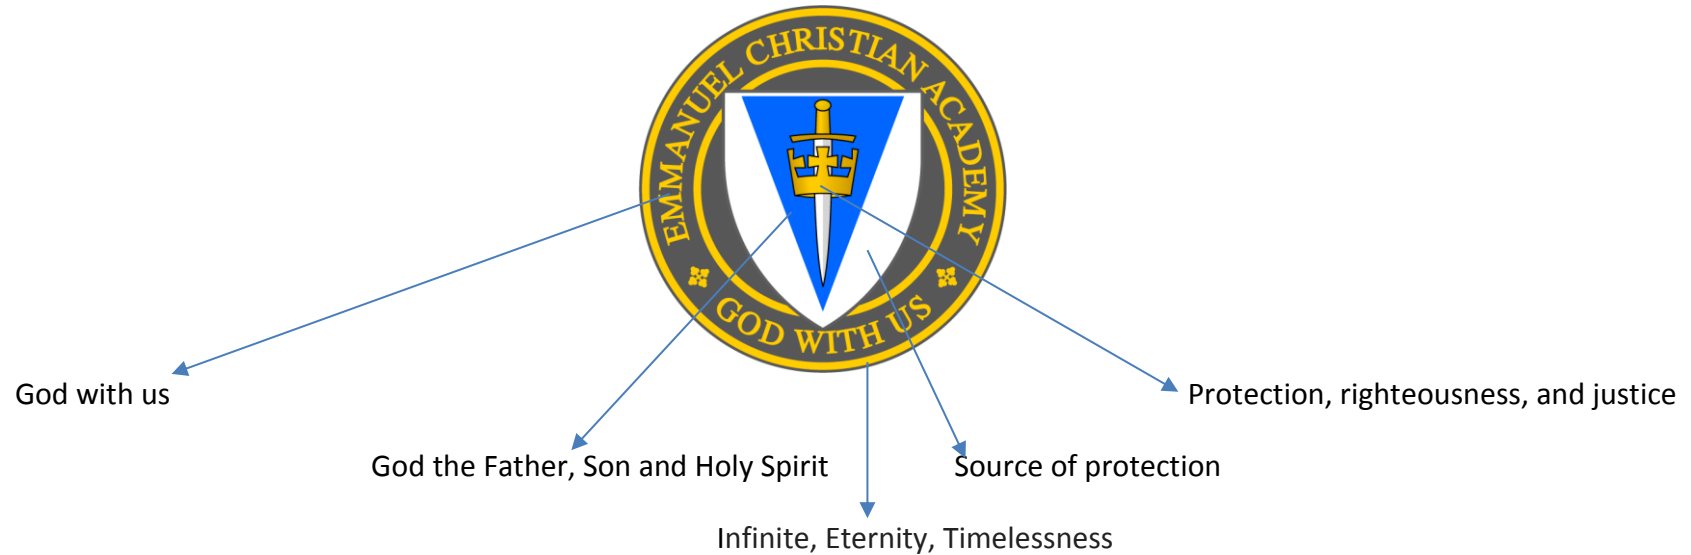 EMMANUEL CHRISTIAN ACADEMY
GOD WITH US
God with us
Protection, righteousness, and justice
God the Father, Son and Holy Spirit
Source of protection
Infinite, Eternity, Timelessness